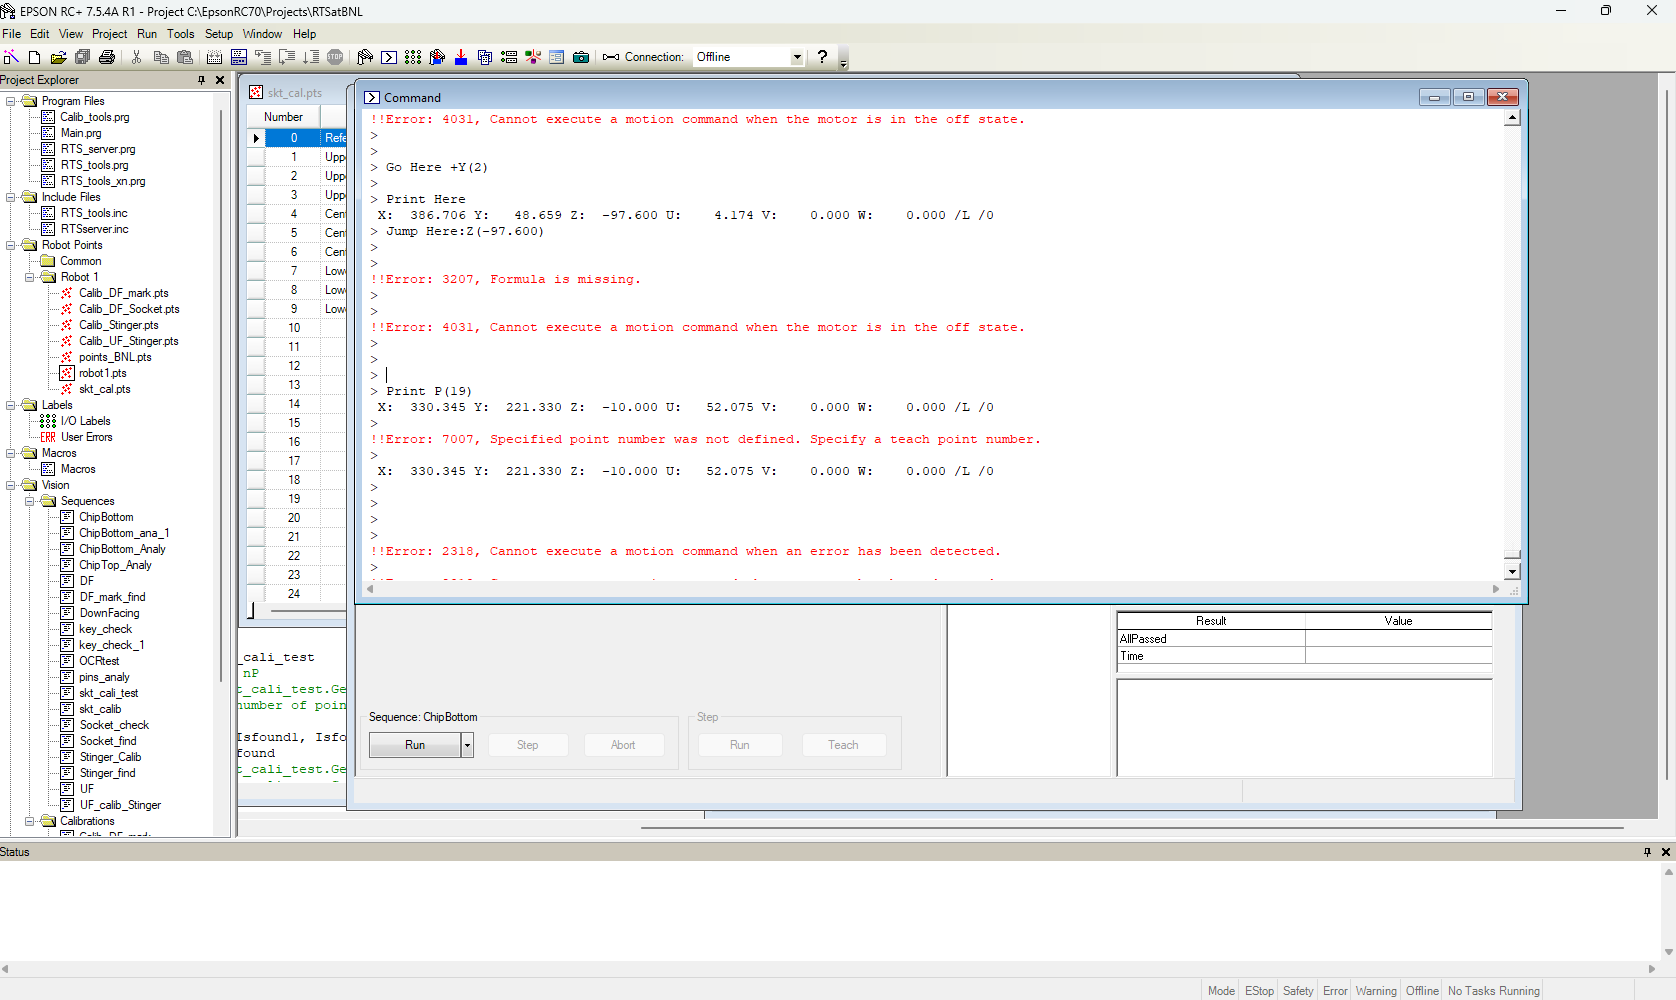 EPSON RC+ 7.5.4A R1 - Project C:\EpsonRC70\Projects\RTSatBNL
File Edit View Project Run Tools Setup Window Help
Connection: Offline
Project Explorer
Program Files
Calib_tools.prg
Main.prg
RTS_server.prg
RTS_tools.prg
RTS_tools_xn.prg
Include Files
RTS_tools.inc
RTSserver.inc
Robot Points
Common
Robot 1
Calib_DF_mark.pts
Calib_DF_Socket.pts
Calib_Stinger.pts
Calib_UF_Stinger.pts
points_BNL.pts
robot1.pts
skt_cal.pts
Labels
I/O Labels
ERR User Errors
Macros
Macros
Vision
Sequences
ChipBottom
ChipBottom_ana_1
ChipBottom_Analy
ChipTop_Analy
DF
DF_mark_find
DownFacing
key_check
key_check_1
OCRtest
pins_analy
skt_cali_test
skt_calib
Socket_check
Socket_find
Stinger_Calib
Stinger_find
UF
UF_calib_Stinger
Calibrations
skt_cal.pts
Number
0 Refe
1 Uppe
2 Uppe
3 Uppe
4 Cent
5 Cent
6 Cent
7 Lowe
8 Lowe
9 Lowe
10
11
12
13
14
15
16
17
18
19
20
21
22
23
24
_cali_test
nP
t_cali_test.Ge
number of poin
Isfound1, Isfo
found
t_cali_test.Ge
Command
!!Error: 4031, Cannot execute a motion command when the motor is in the off state.
>
>
> Go Here +Y(2)
>
> Print Here
X: 386.706 Y: 48.659 Z: -97.600 U: 4.174 V: 0.000 W: 0.000 /L /0
> Jump Here:Z(-97.600)
>
>
!!Error: 3207, Formula is missing.
>
>
!!Error: 4031, Cannot execute a motion command when the motor is in the off state.
>
>
>
> Print P(19)
X: 330.345 Y: 221.330 Z: -10.000 U: 52.075 V: 0.000 W: 0.000 /L /0
>
!!Error: 7007, Specified point number was not defined. Specify a teach point number.
>
X: 330.345 Y: 221.330 Z: -10.000 U: 52.075 V: 0.000 W: 0.000 /L /0
>
>
>
>
!!Error: 2318, Cannot execute a motion command when an error has been detected.
>
Result Value
AllPassed
Time
Sequence: ChipBottom
Run Step Abort
Step
Run Teach
Status
Mode EStop Safety Error Warning Offline No Tasks Running